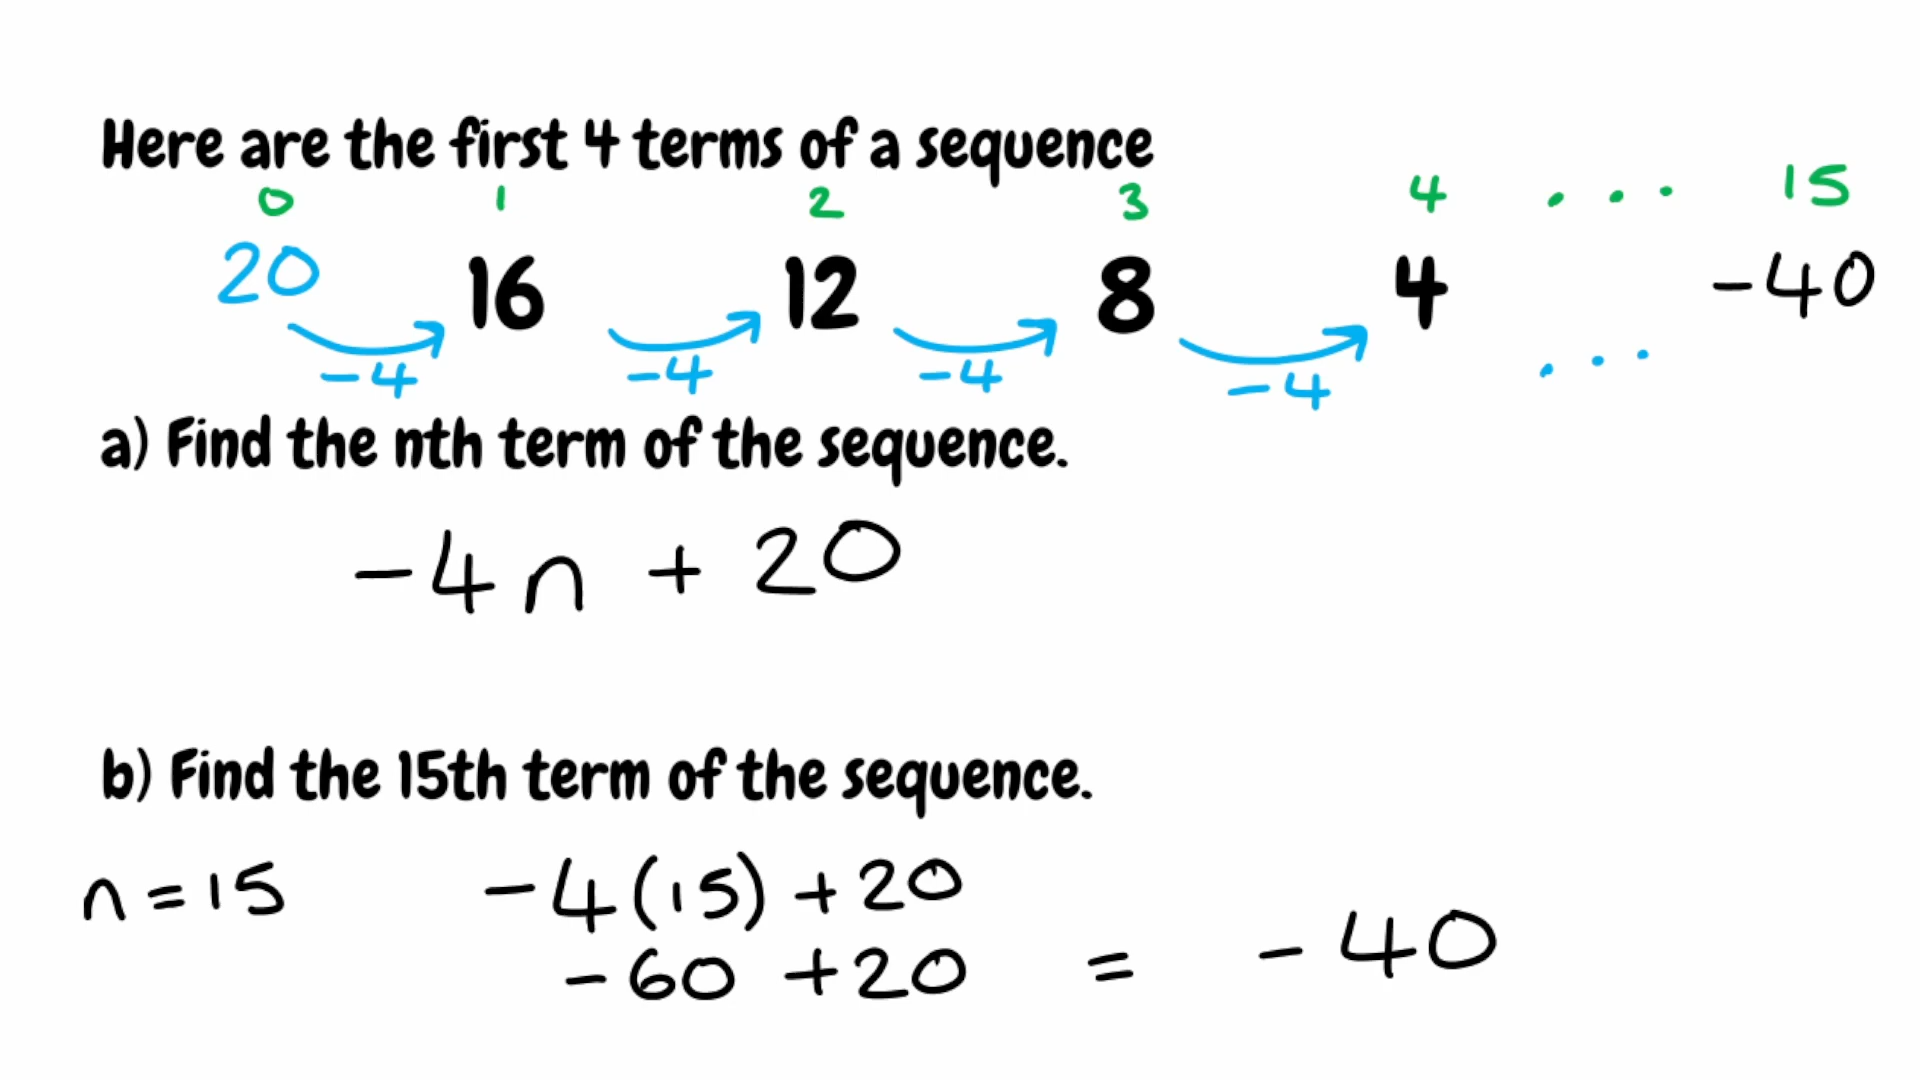 Here are the first 4 terms of a sequence
0 1 2 3 4 . . . 15
20 16 12 8 4 -40
-4 -4 -4 -4 . . .
a) Find the nth term of the sequence.
-4n + 20
b) Find the 15th term of the sequence.
n = 15 -4(15) + 20
-60 + 20 = -40